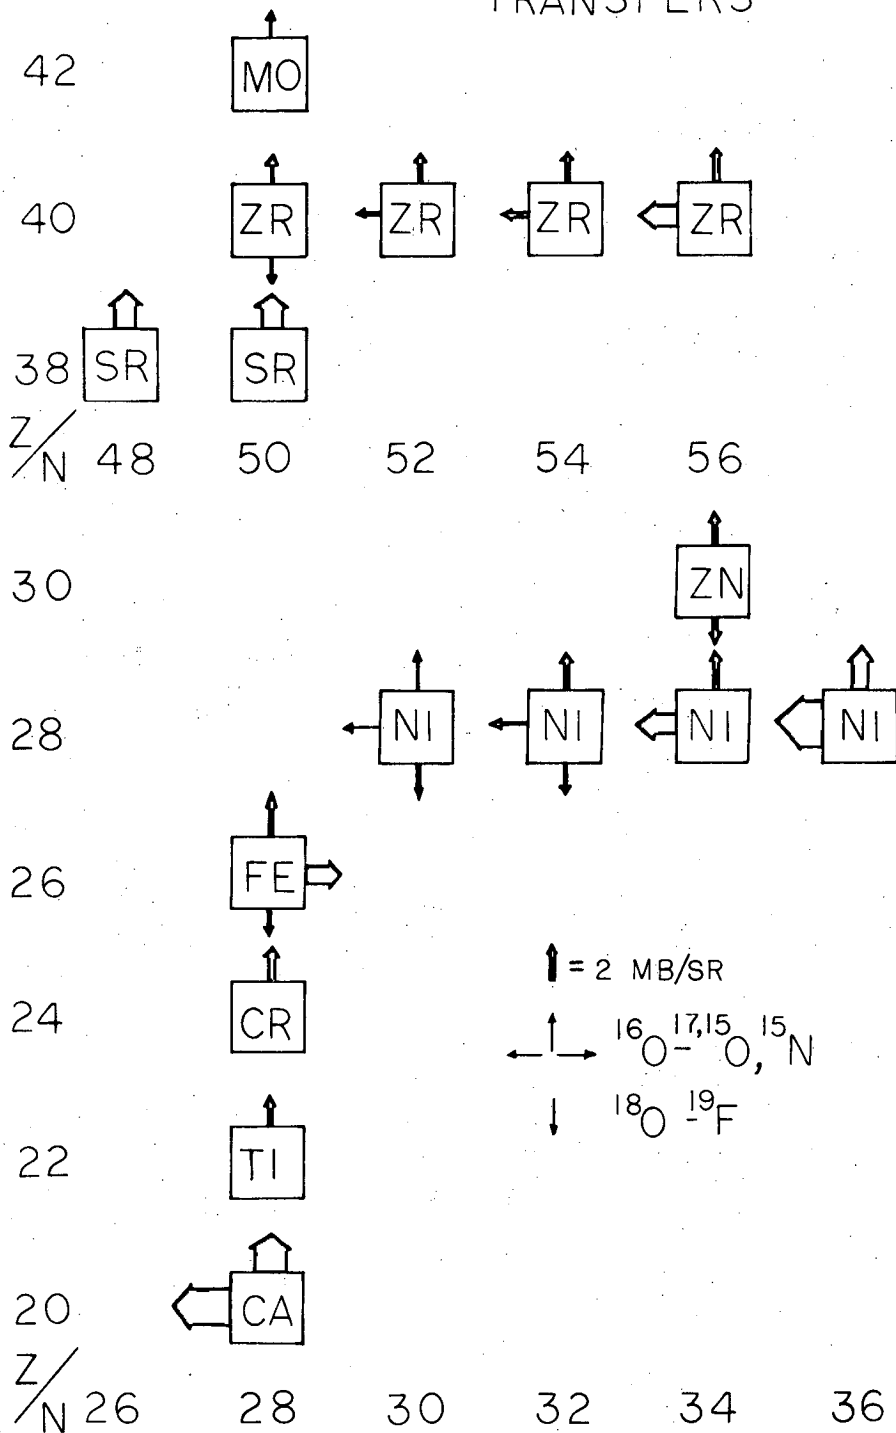 TRANSFERS
42 MO
40 ZR ZR ZR ZR
38 SR SR
Z/N 48 50 52 54 56
30 ZN
28 NI NI NI NI
26 FE
= 2 MB/SR
24 CR
16O-17,15O, 15N
18O-19F
22 TI
20 CA
Z/N 26 28 30 32 34 36